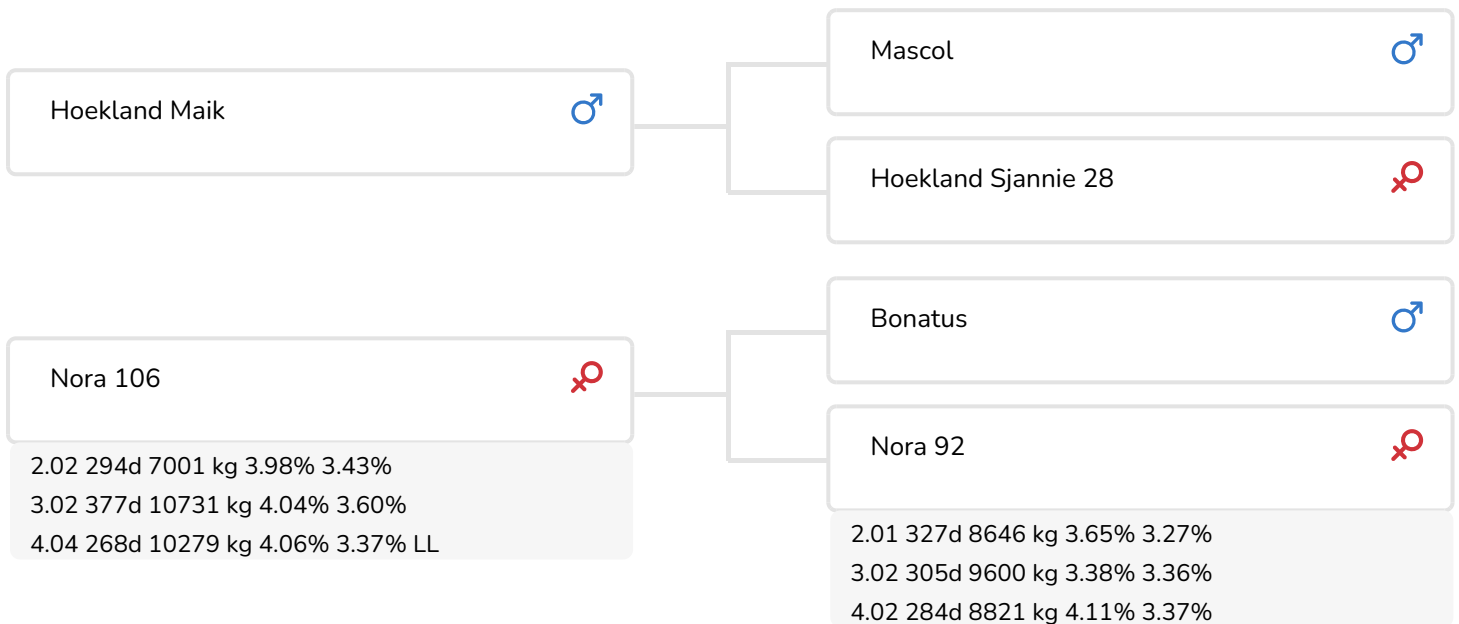 Mascol
Hoekland Maik
Hoekland Sjannie 28
Bonatus
Nora 106
2.02 294d 7001 kg 3.98% 3.43%
3.02 377d 10731 kg 4.04% 3.60%
4.04 268d 10279 kg 4.06% 3.37% LL
Nora 92
2.01 327d 8646 kg 3.65% 3.27%
3.02 305d 9600 kg 3.38% 3.36%
4.02 284d 8821 kg 4.11% 3.37%